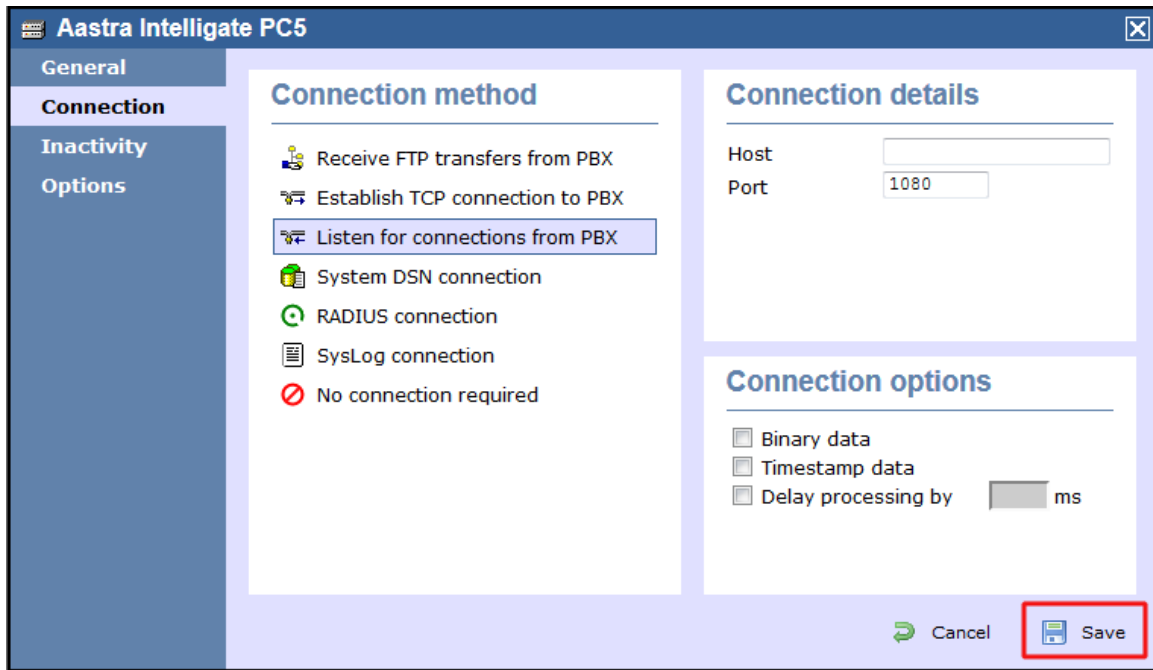 Aastra Intelligate PC5
General
Connection
Inactivity
Options
Connection method
Receive FTP transfers from PBX
Establish TCP connection to PBX
Listen for connections from PBX
System DSN connection
RADIUS connection
SysLog connection
No connection required
Connection details
Host
Port 1080
Connection options
Binary data
Timestamp data
Delay processing by ms
Cancel Save